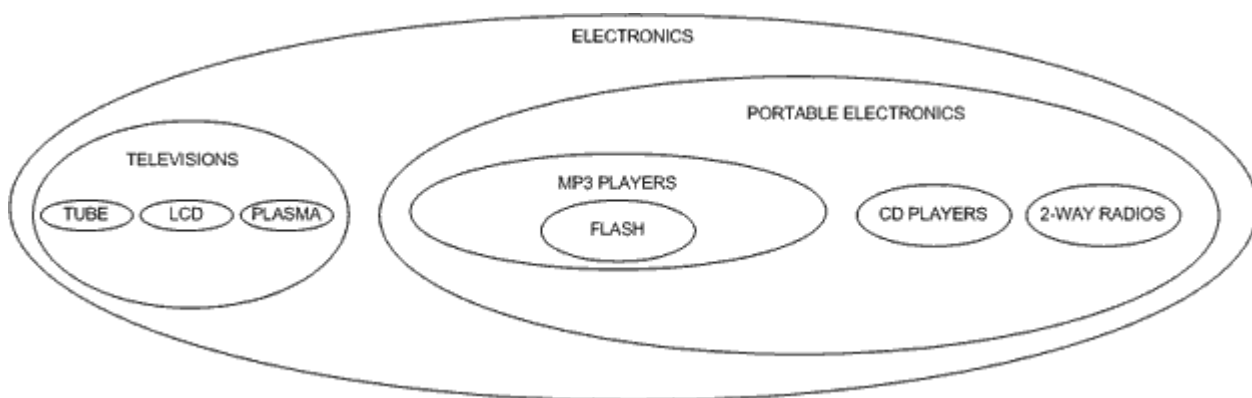 ELECTRONICS
PORTABLE ELECTRONICS
TELEVISIONS
MP3 PLAYERS
TUBE
LCD
PLASMA
FLASH
CD PLAYERS
2-WAY RADIOS